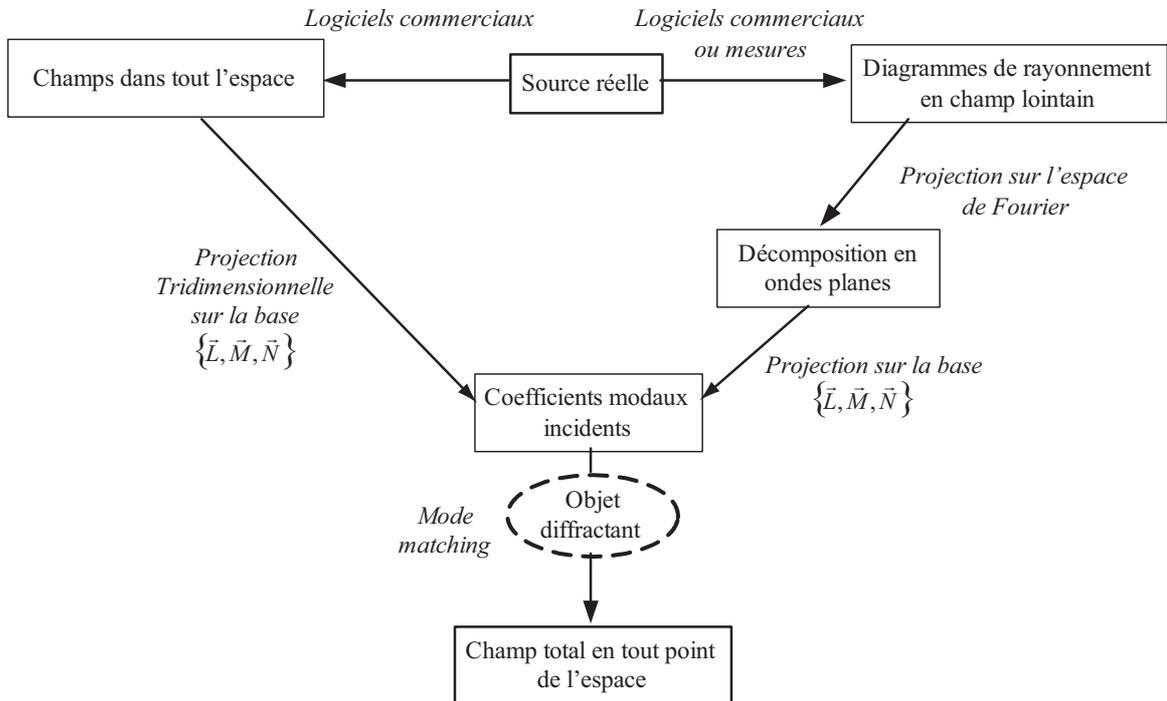 Logiciels commerciaux
Logiciels commerciaux
ou mesures
Champs dans tout l'espace
Source réelle
Diagrammes de rayonnement
en champ lointain
Projection sur l'espace
de Fourier
Projection
Tridimensionnelle
sur la base
{L⃗, M⃗, N⃗}
Décomposition en
ondes planes
Projection sur la base
{L⃗, M⃗, N⃗}
Coefficients modaux
incidents
Mode
matching
Objet
diffractant
Champ total en tout point
de l'espace